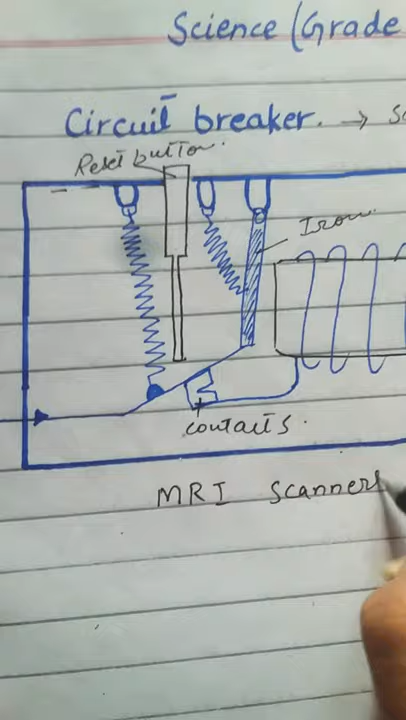 Science (Grade
Circuit breaker. →
Reset button.
Iron.
contacts.
MRI Scanners